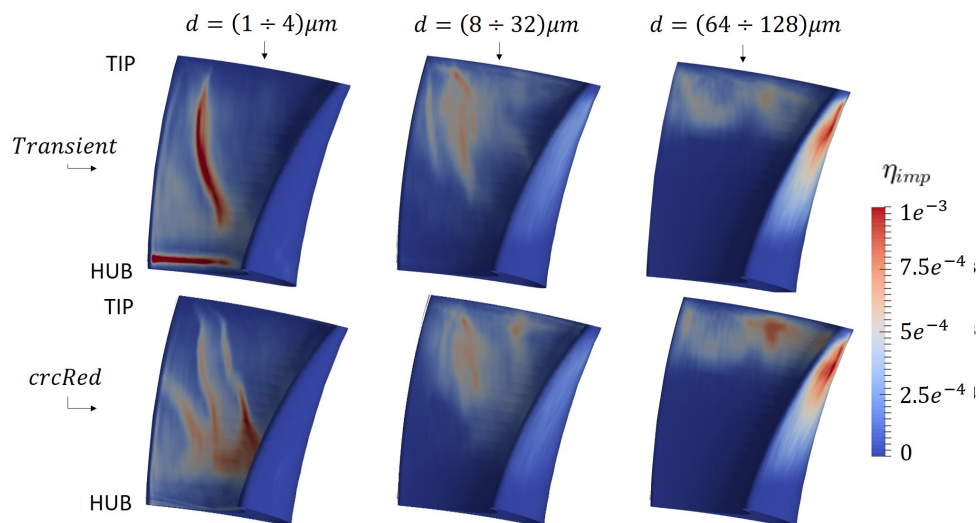 d = (1 ÷ 4)μm
d = (8 ÷ 32)μm
d = (64 ÷ 128)μm
TIP
Transient
HUB
TIP
crcRed
HUB
η_imp
1e⁻³
7.5e⁻⁴
5e⁻⁴
2.5e⁻⁴
0